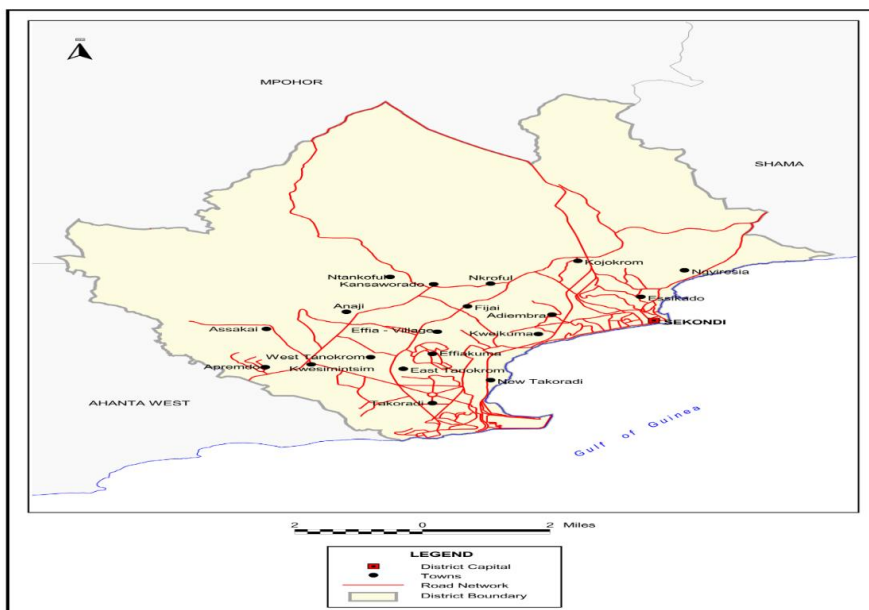 MPOHOR
SHAMA
Kojokrom
Ngyiresia
Ntankoful
Kansaworado
Nkroful
Essikado
Anaji
Fijai
Adiembra
SEKONDI
Assakai
Effia - Village
Kweikuma
West Tanokrom
Effiakuma
Apremdo
Kwesimintsim
East Tanokrom
New Takoradi
AHANTA WEST
Takoradi
Gulf of Guinea
2 0 2 Miles
LEGEND
District Capital
Towns
Road Network
District Boundary